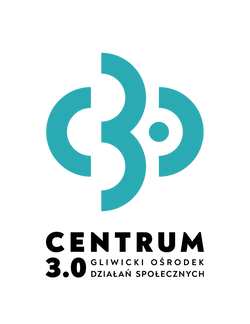 CENTRUM
3.0 GLIWICKI OŚRODEK
DZIAŁAŃ SPOŁECZNYCH